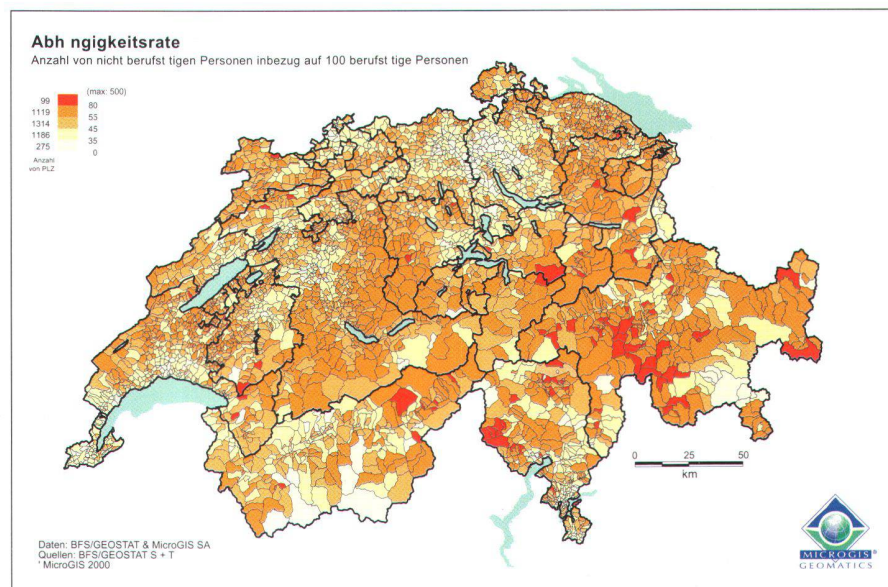 Abh ngigkeitsrate
Anzahl von nicht berufst tigen Personen inbezug auf 100 berufst tige Personen
(max: 500)
99 80
1119 55
1314 45
1186 35
275 0
Anzahl
von PLZ
0 25 50
km
Daten: BFS/GEOSTAT & MicroGIS SA
Quellen: BFS/GEOSTAT S + T
' MicroGIS 2000
MICROGIS®
GEOMATICS